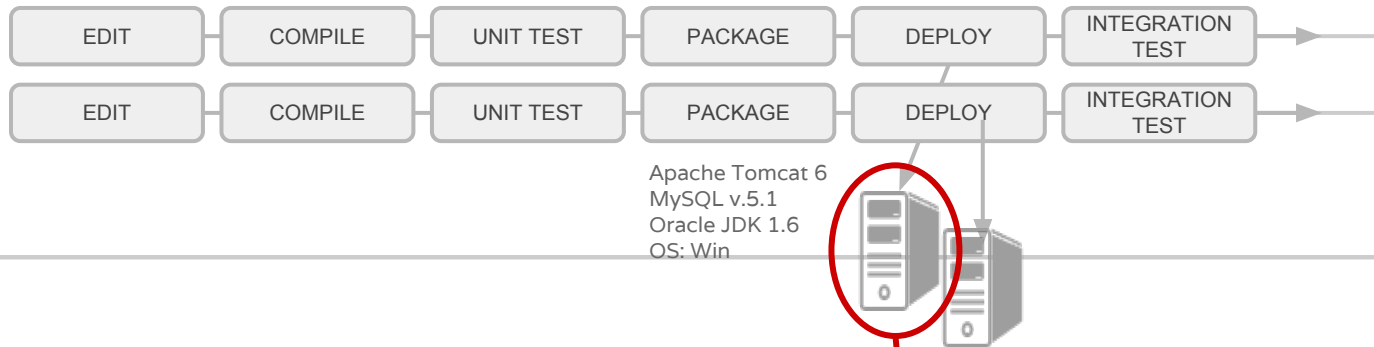 EDIT
COMPILE
UNIT TEST
PACKAGE
DEPLOY
INTEGRATION
TEST
EDIT
COMPILE
UNIT TEST
PACKAGE
DEPLOY
INTEGRATION
TEST
Apache Tomcat 6
MySQL v.5.1
Oracle JDK 1.6
OS: Win